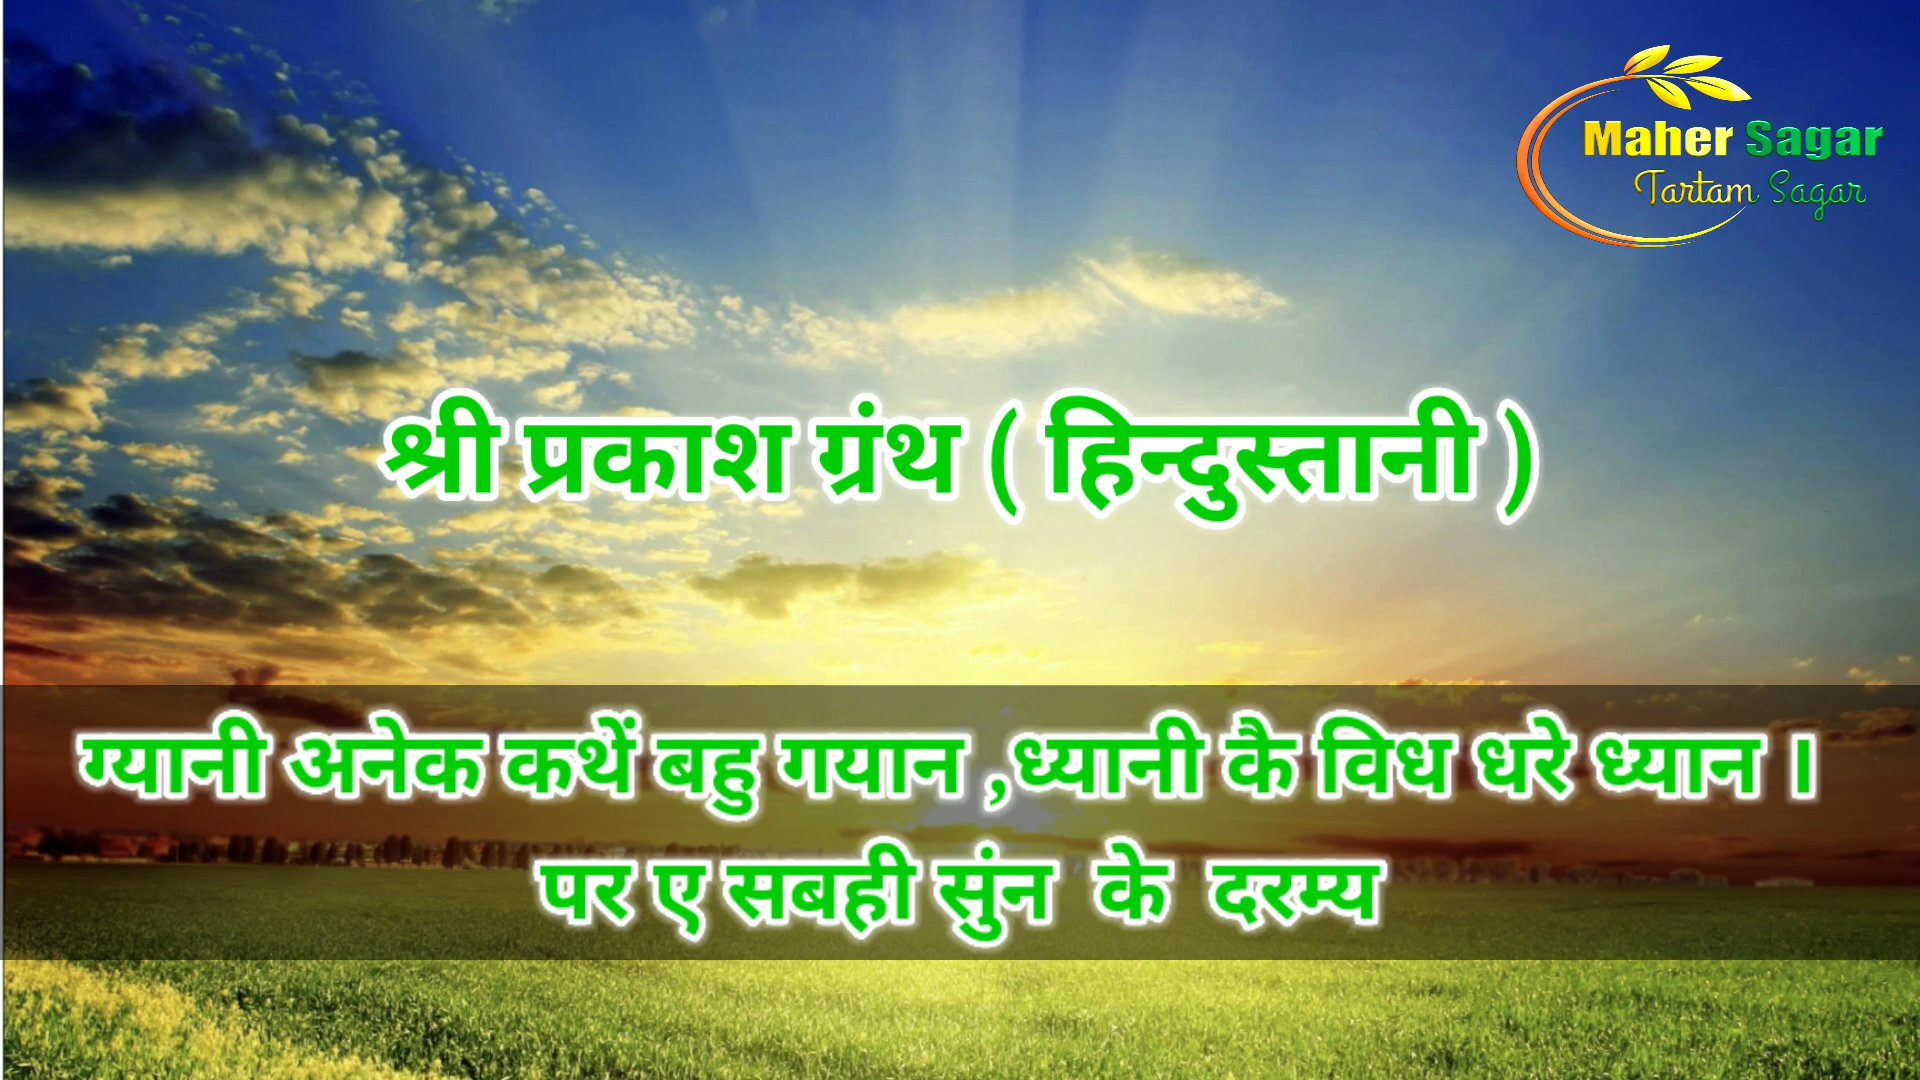 Maher Sagar
Tartam Sagar
श्री प्रकाश ग्रंथ ( हिन्दुस्तानी )
ग्यानी अनेक कथें बहु गयान ,ध्यानी कै विध धरे ध्यान ।
पर ए सबही सुंन के दरम्य